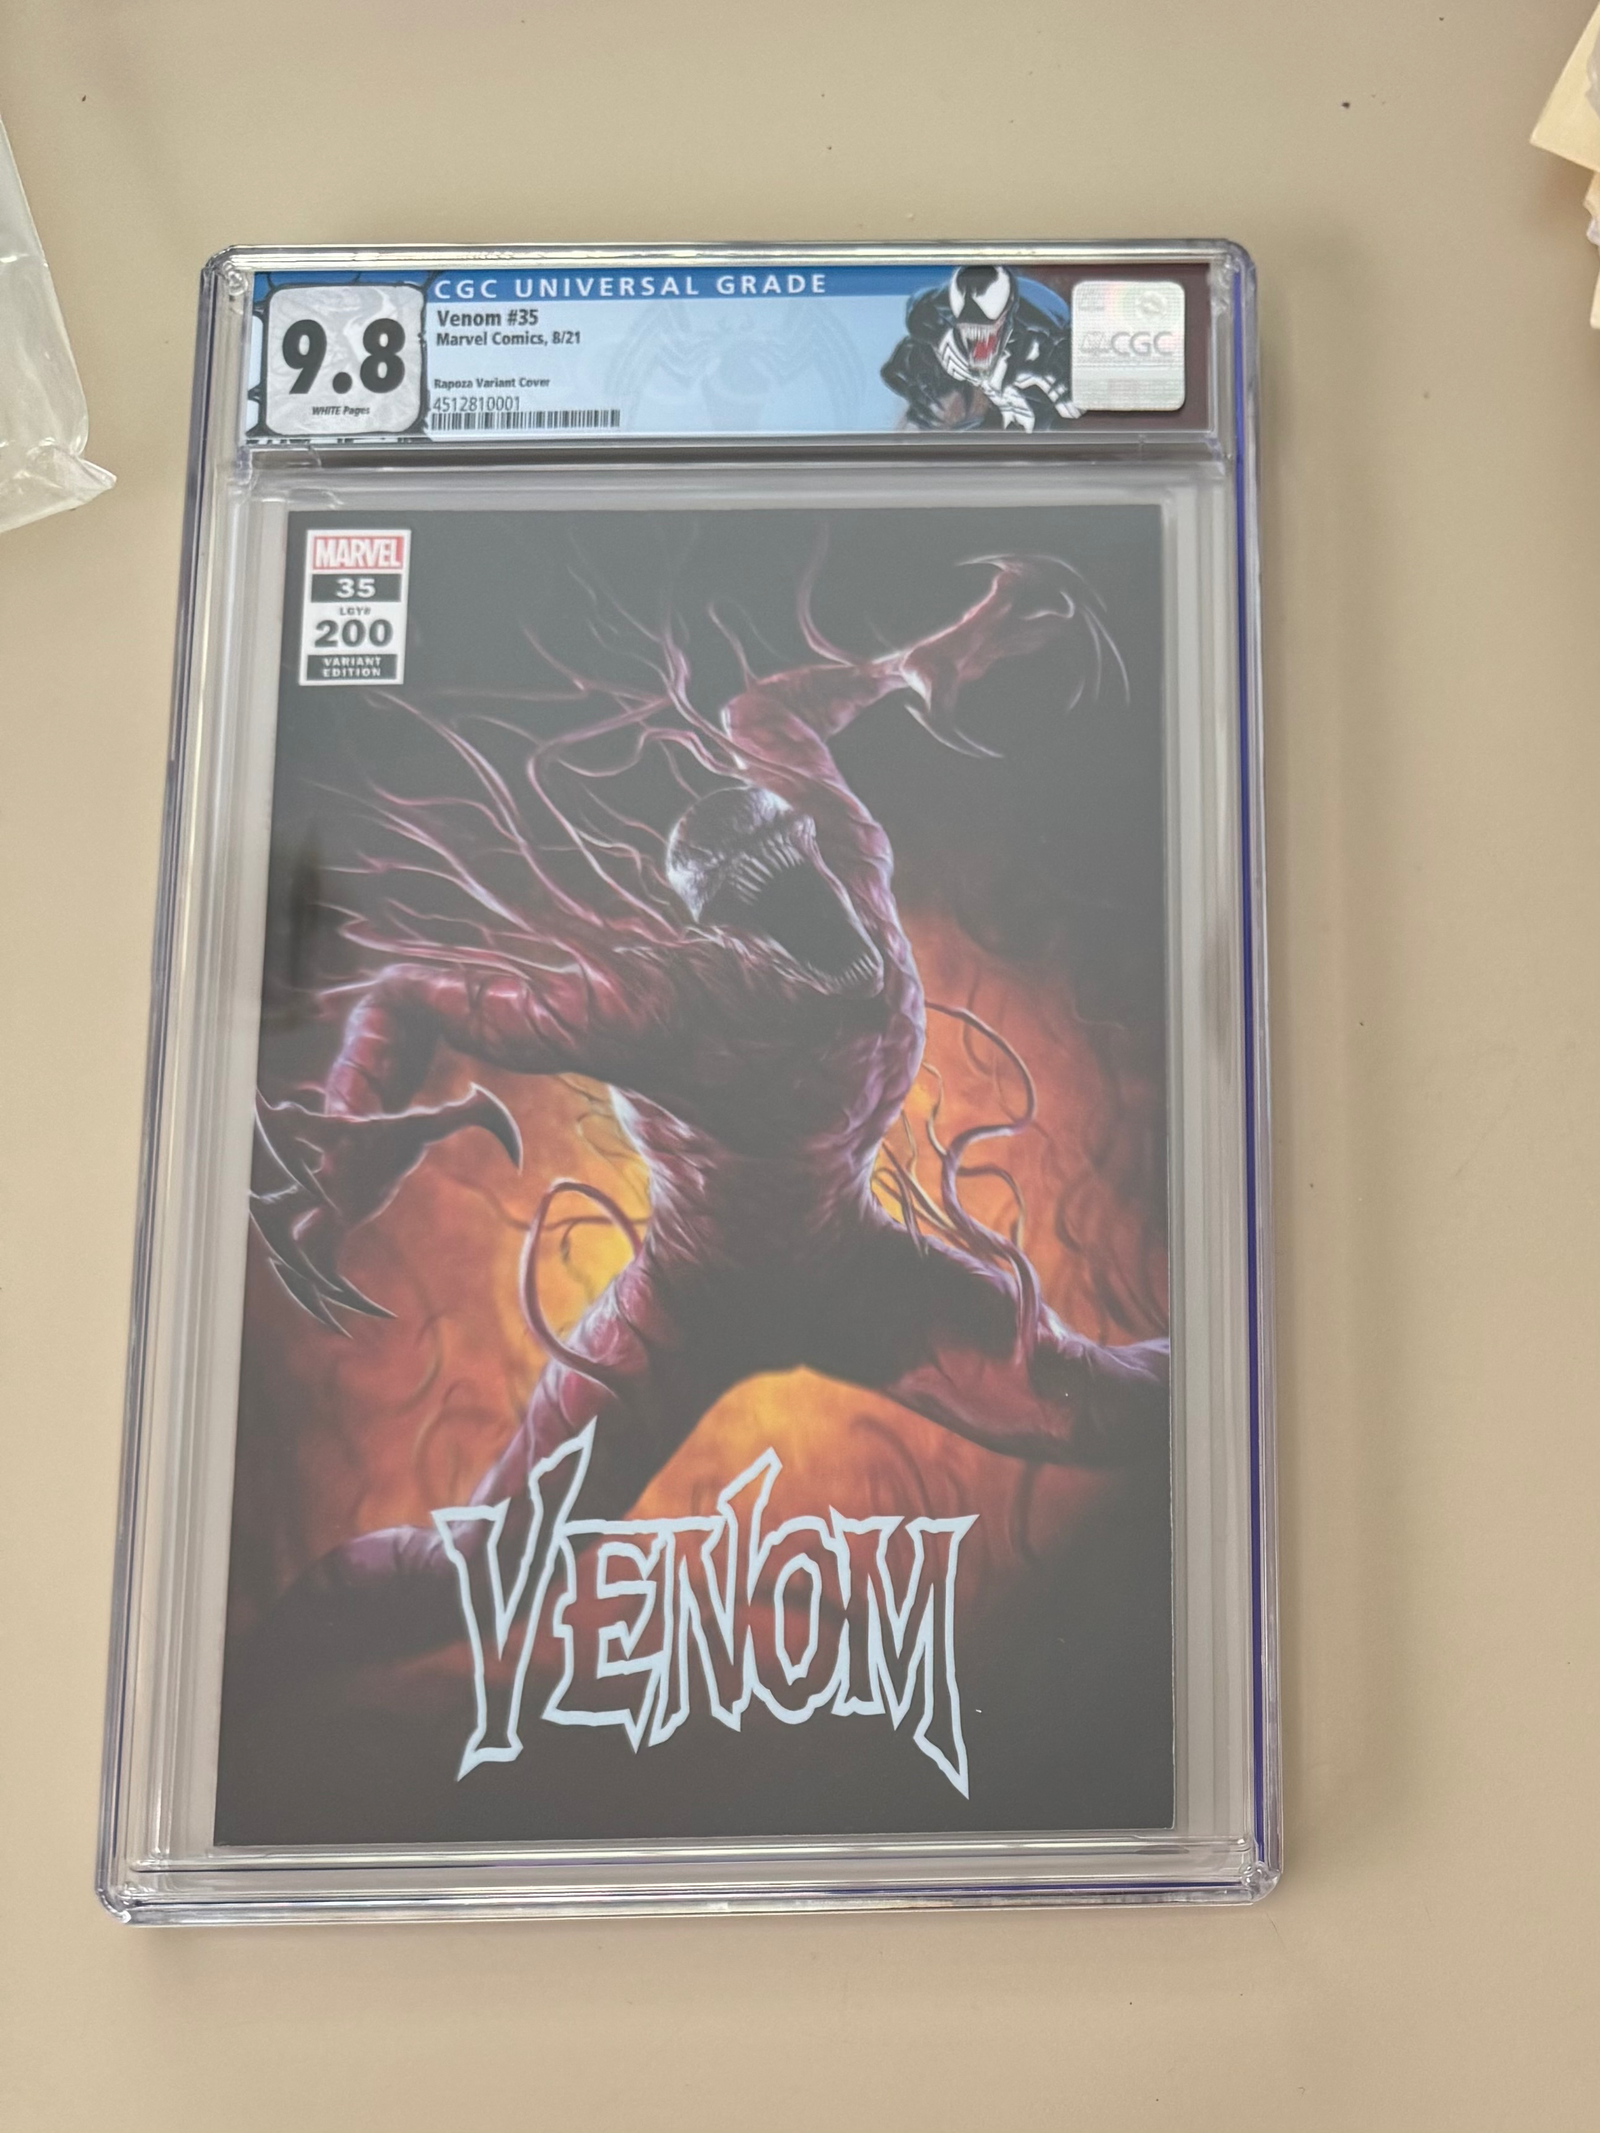 CGC UNIVERSAL GRADE
9.8
WHITE Pages
Venom #35
Marvel Comics, 8/21
Rapoza Variant Cover
4512810001
CGC
MARVEL
35
LGY#
200
VARIANT
EDITION
VENOM